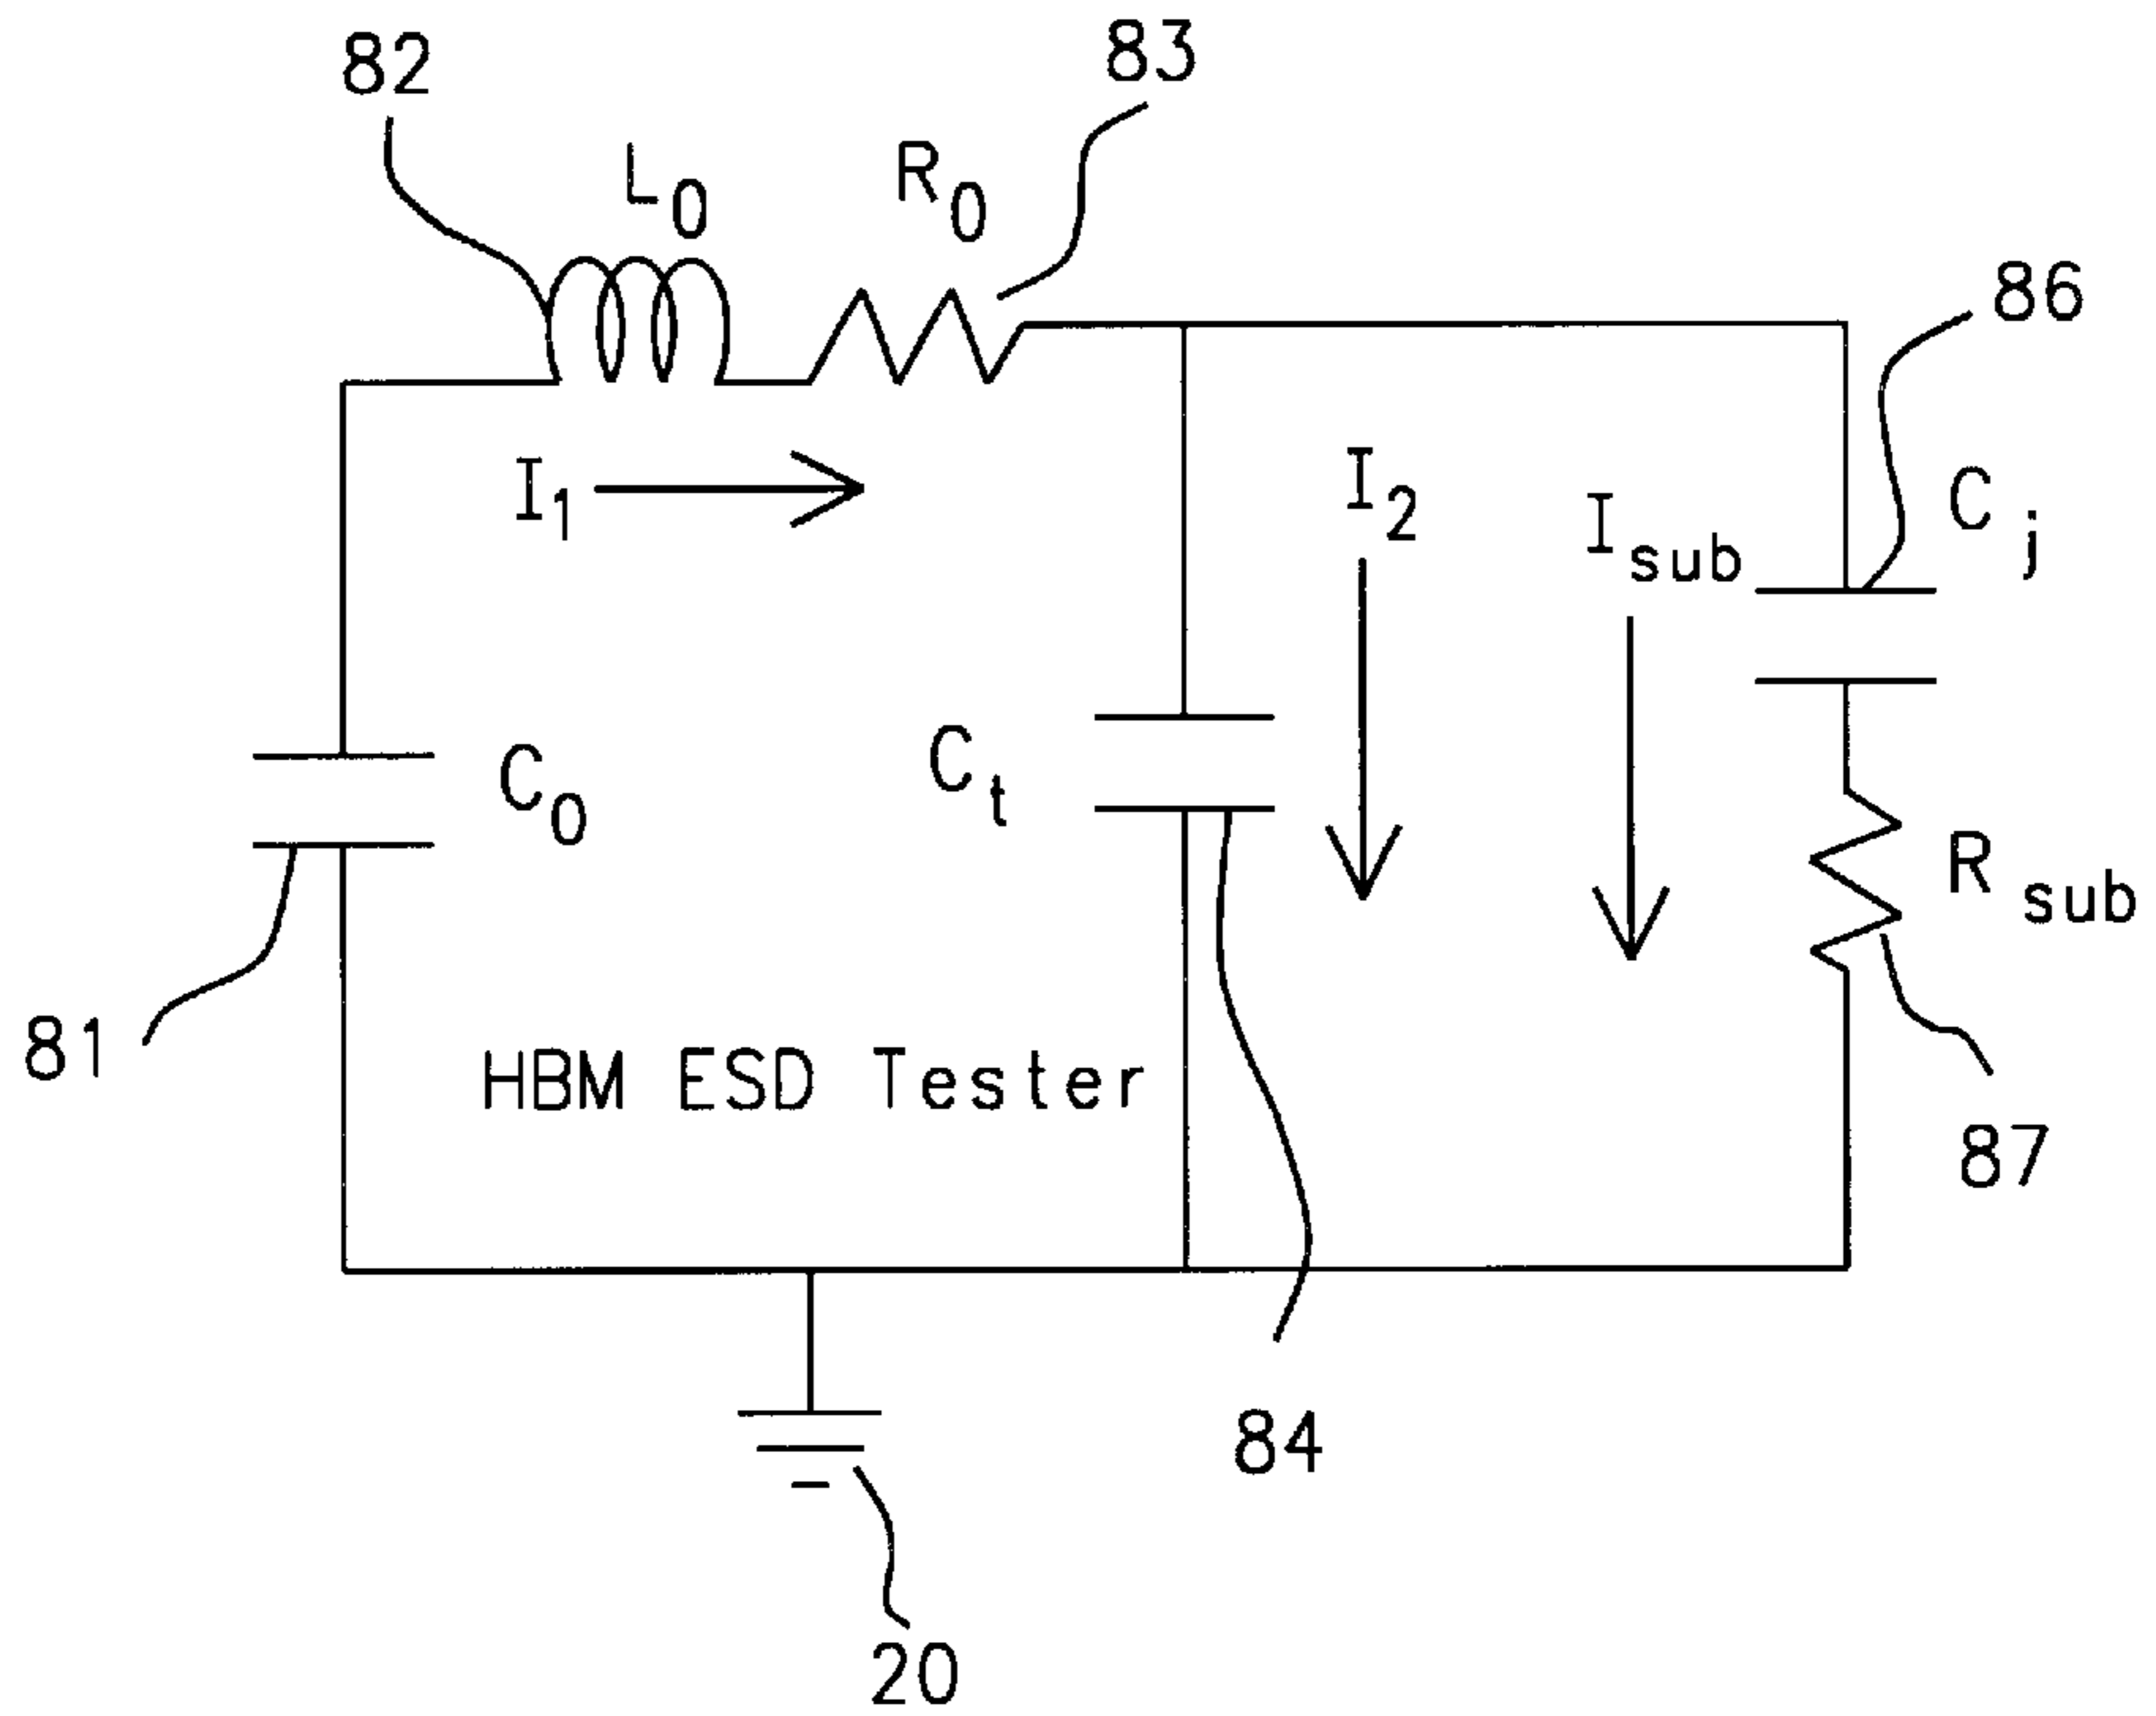 82
83
L0
R0
86
I1
I2
Isub
Cj
C0
Ct
Rsub
81
HBM ESD Tester
87
84
20